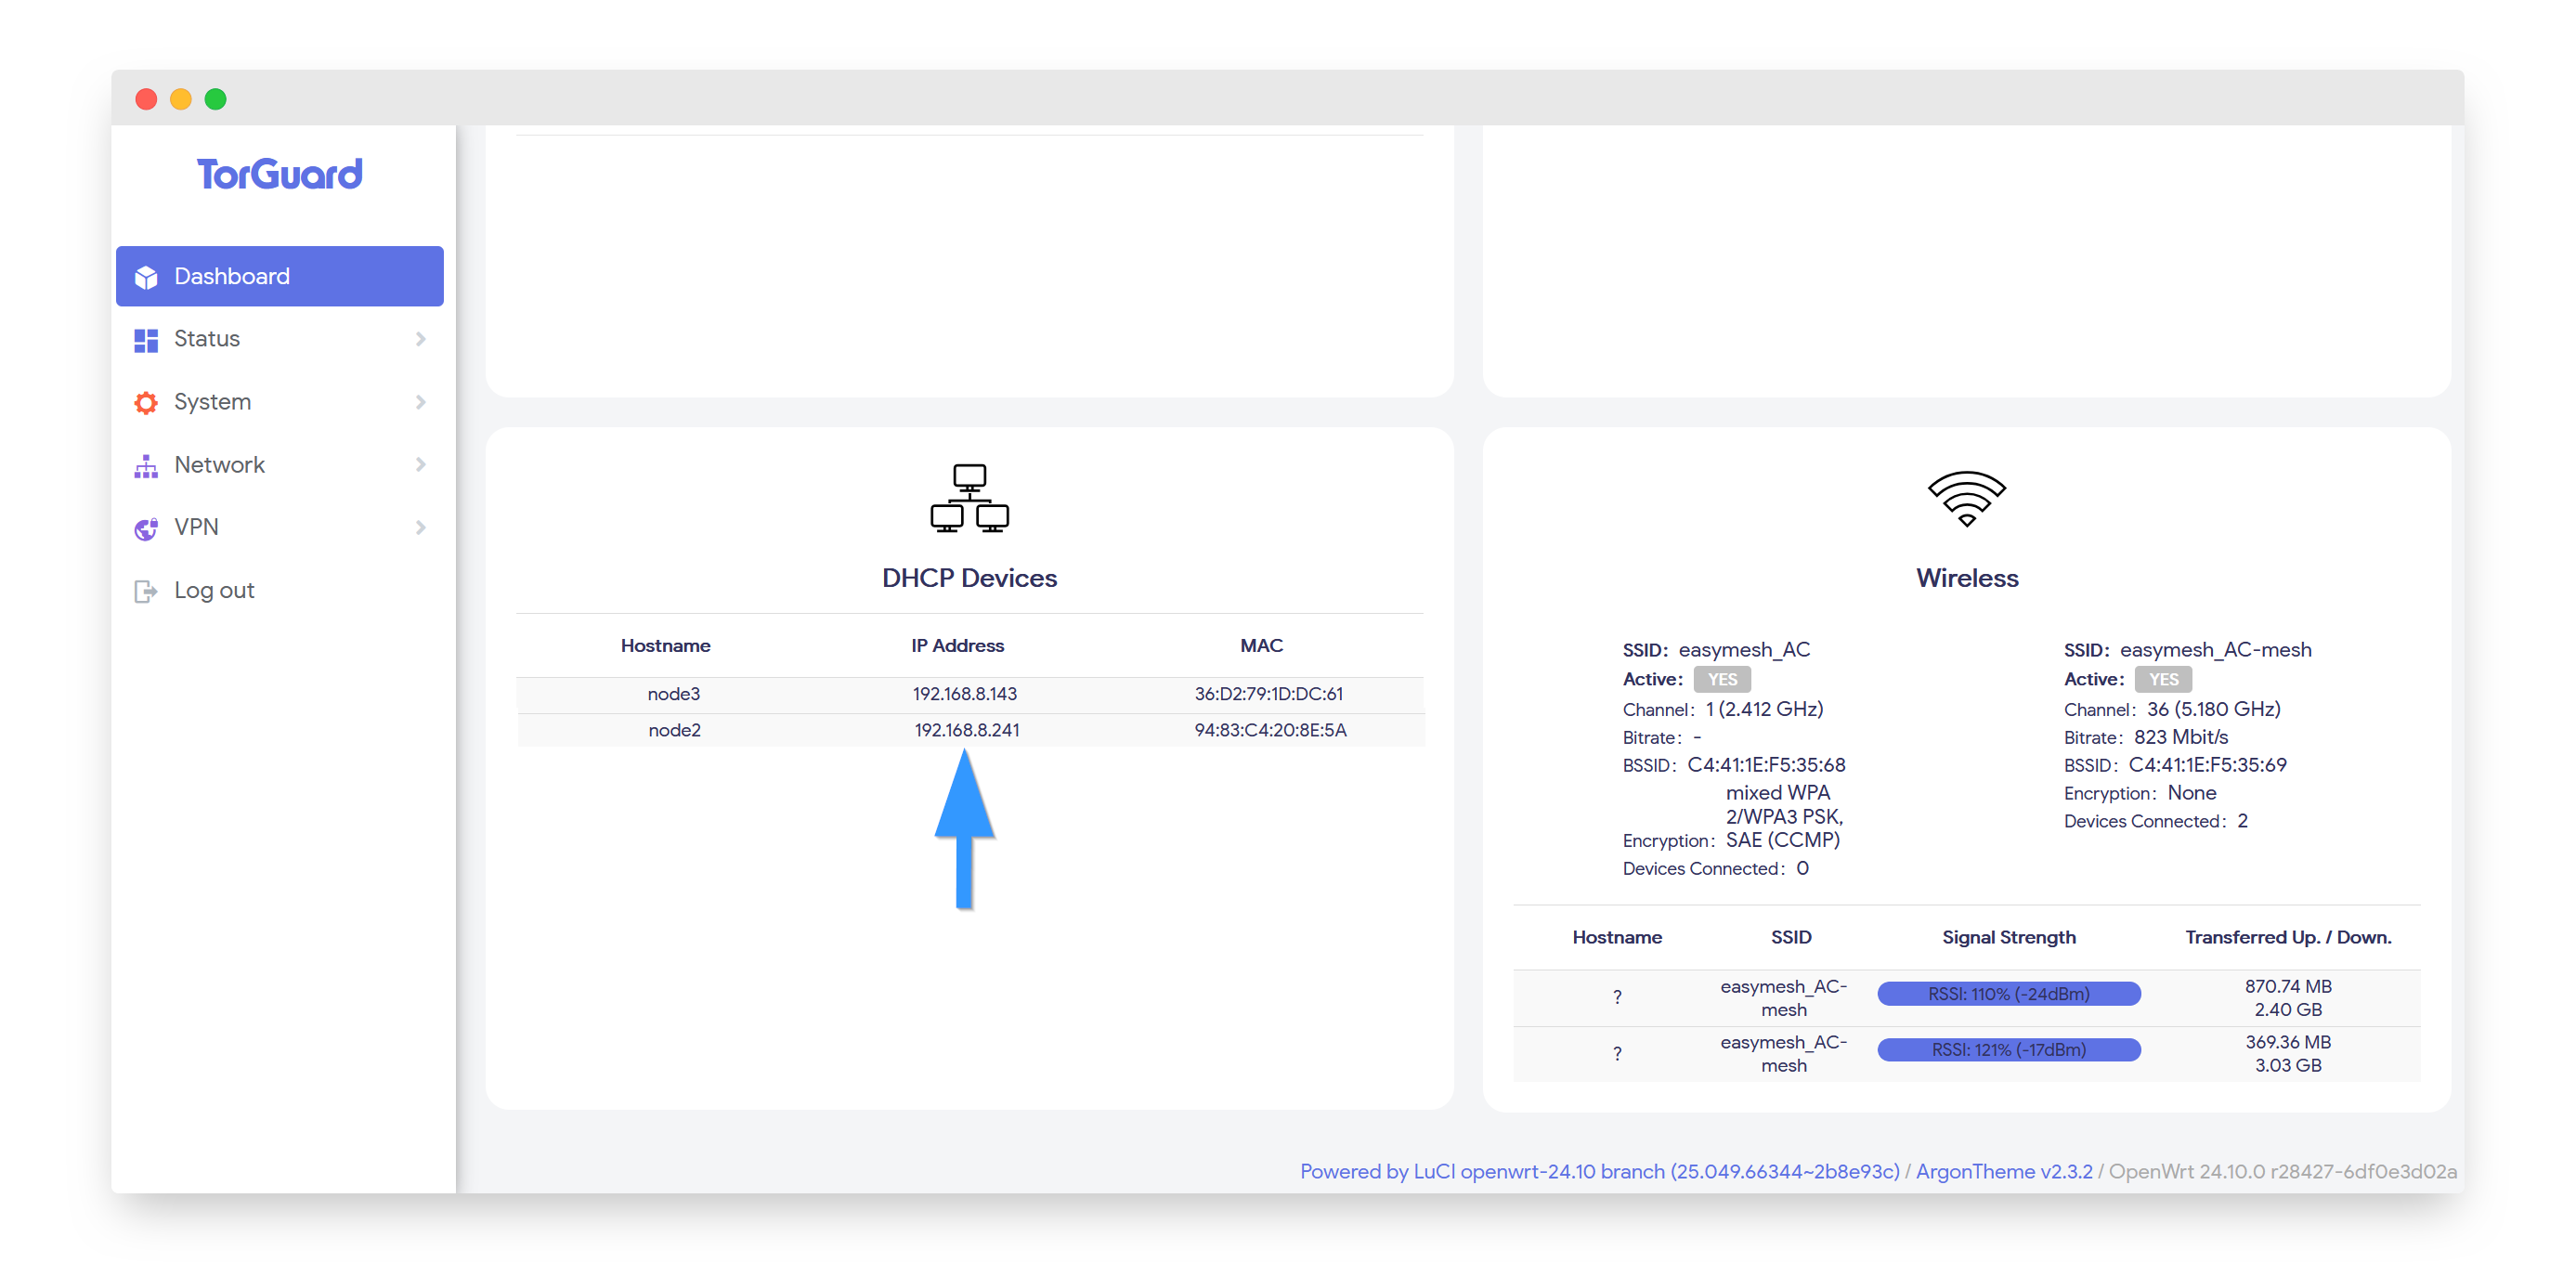 TorGuard
Dashboard
Status
System
Network
VPN
Log out
DHCP Devices
Hostname IP Address MAC
node3 192.168.8.143 36:D2:79:1D:DC:61
node2 192.168.8.241 94:83:C4:20:8E:5A
Wireless
SSID: easymesh_AC
Active: YES
Channel: 1 (2.412 GHz)
Bitrate: -
BSSID: C4:41:1E:F5:35:68
mixed WPA
2/WPA3 PSK,
Encryption: SAE (CCMP)
Devices Connected: 0
SSID: easymesh_AC-mesh
Active: YES
Channel: 36 (5.180 GHz)
Bitrate: 823 Mbit/s
BSSID: C4:41:1E:F5:35:69
Encryption: None
Devices Connected: 2
Hostname SSID Signal Strength Transferred Up. / Down.
? easymesh_AC-
mesh
RSSI: 110% (-24dBm)
870.74 MB
2.40 GB
? easymesh_AC-
mesh
RSSI: 121% (-17dBm)
369.36 MB
3.03 GB
Powered by LuCI openwrt-24.10 branch (25.049.66344~2b8e93c) / ArgonTheme v2.3.2 / OpenWrt 24.10.0 r28427-6df0e3d02a